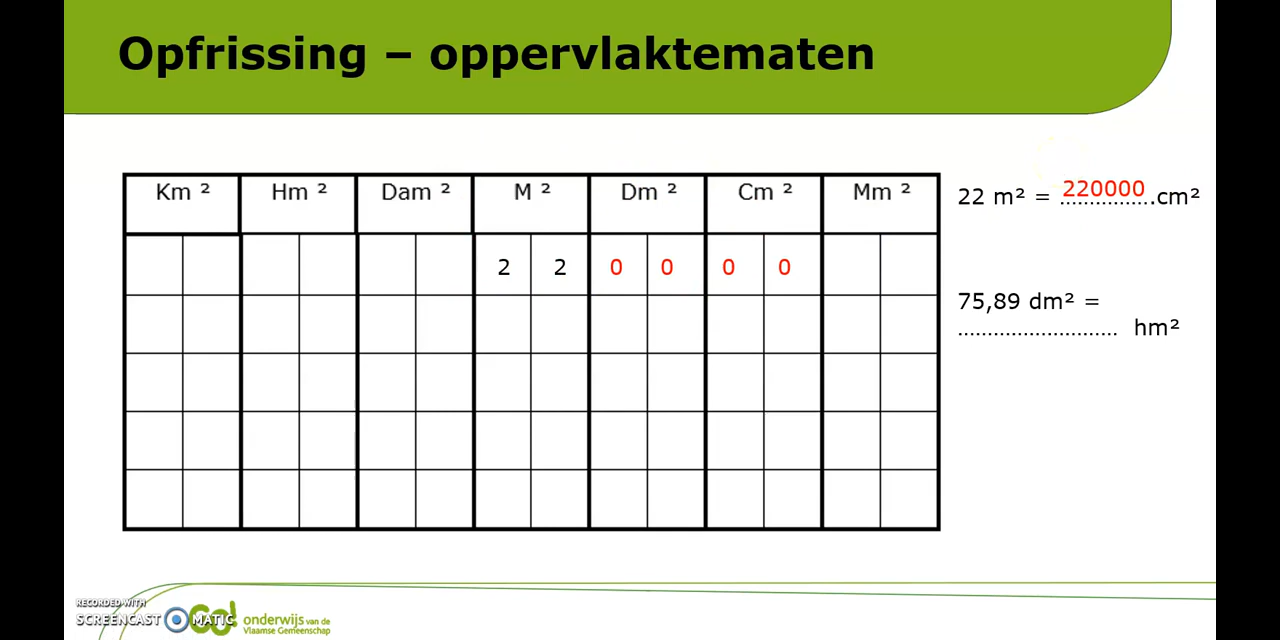 Opfrissing – oppervlaktematen
Km ² Hm ² Dam ² M ² Dm ² Cm ² Mm ²
2 2 0 0 0 0
22 m² = 220000.cm²
75,89 dm² =
.......................... hm²
RECORDED WITH
SCREENCAST MATIC
GO! onderwijs van de
Vlaamse Gemeenschap